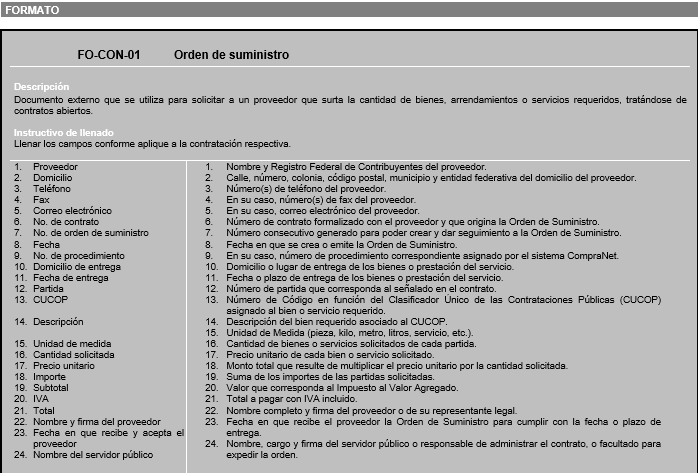 FORMATO
FO-CON-01 Orden de suministro
Descripción
Documento externo que se utiliza para solicitar a un proveedor que surta la cantidad de bienes, arrendamientos o servicios requeridos, tratándose de
contratos abiertos.
Instructivo de llenado
Llenar los campos conforme aplique a la contratación respectiva.
1. Proveedor
2. Domicilio
3. Teléfono
4. Fax
5. Correo electrónico
6. No. de contrato
7. No. de orden de suministro
8. Fecha
9. No. de procedimiento
10. Domicilio de entrega
11. Fecha de entrega
12. Partida
13. CUCOP
14. Descripción
15. Unidad de medida
16. Cantidad solicitada
17. Precio unitario
18. Importe
19. Subtotal
20. IVA
21. Total
22. Nombre y firma del proveedor
23. Fecha en que recibe y acepta el
proveedor
24. Nombre del servidor público
1. Nombre y Registro Federal de Contribuyentes del proveedor.
2. Calle, número, colonia, código postal, municipio y entidad federativa del domicilio del proveedor.
3. Número(s) de teléfono del proveedor.
4. En su caso, número(s) de fax del proveedor.
5. En su caso, correo electrónico del proveedor.
6. Número de contrato formalizado con el proveedor y que origina la Orden de Suministro.
7. Número consecutivo generado para poder crear y dar seguimiento a la Orden de Suministro.
8. Fecha en que se crea o emite la Orden de Suministro.
9. En su caso, número de procedimiento correspondiente asignado por el sistema CompraNet.
10. Domicilio o lugar de entrega de los bienes o prestación del servicio.
11. Fecha o plazo de entrega de los bienes o prestación del servicio.
12. Número de partida que corresponda al señalado en el contrato.
13. Número de Código en función del Clasificador Único de las Contrataciones Públicas (CUCOP)
asignado al bien o servicio requerido.
14. Descripción del bien requerido asociado al CUCOP.
15. Unidad de Medida (pieza, kilo, metro, litros, servicio, etc.).
16. Cantidad de bienes o servicios solicitados de cada partida.
17. Precio unitario de cada bien o servicio solicitado.
18. Monto total que resulte de multiplicar el precio unitario por la cantidad solicitada.
19. Suma de los importes de las partidas solicitadas.
20. Valor que corresponda al Impuesto al Valor Agregado.
21. Total a pagar con IVA incluido.
22. Nombre completo y firma del proveedor o de su representante legal.
23. Fecha en que recibe el proveedor la Orden de Suministro para cumplir con la fecha o plazo de
entrega.
24. Nombre, cargo y firma del servidor público o responsable de administrar el contrato, o facultado para
expedir la orden.